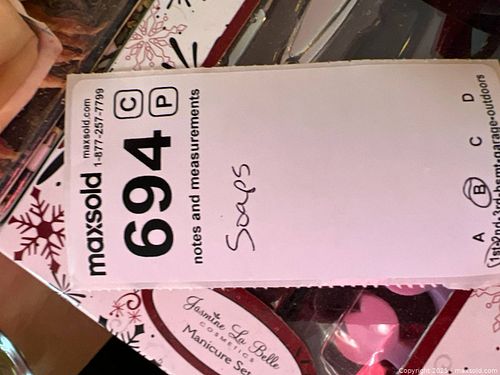 maxsold
maxsold.com
1-877-257-7799
694
C
P
notes and measurements
Soaps
A B C D
1st•2nd•3rd•bsmt•garage•outdoors
Jasmine La Belle
COSMETICS
Manicure Set
Copyright 2025 - maxsold.com